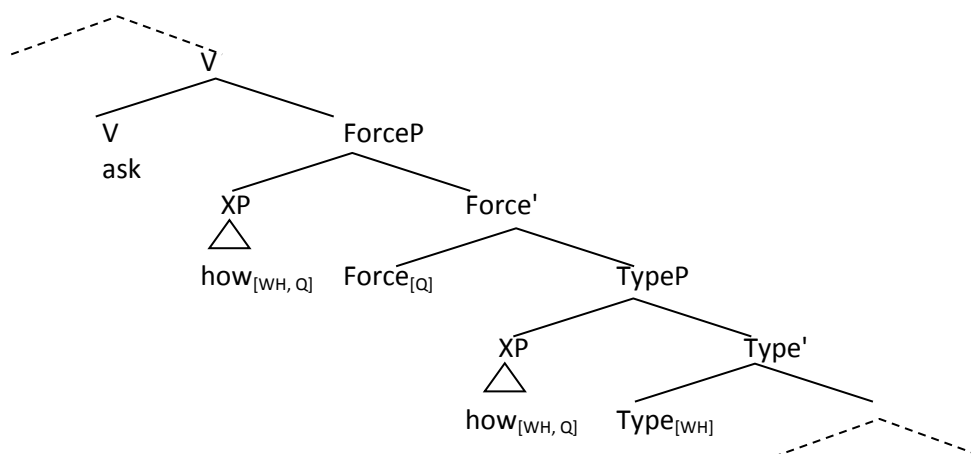 V
V ForceP
ask
XP Force'
how[WH, Q] Force[Q] TypeP
XP Type'
how[WH, Q] Type[WH]